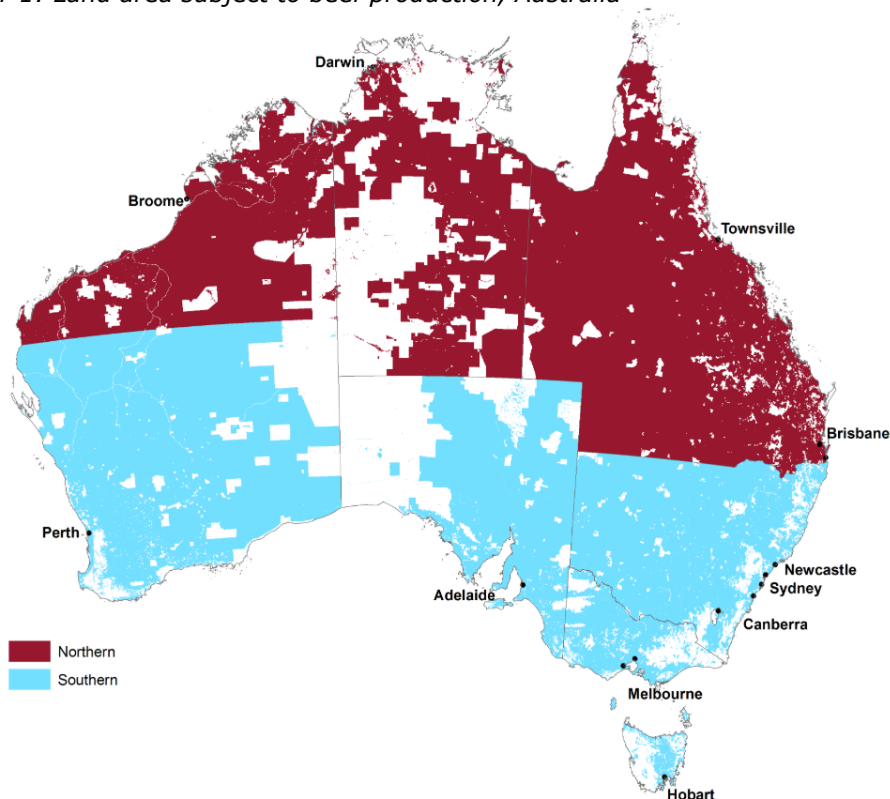 1: Land area subject to beef production, Australia
Darwin
Broome
Townsville
Brisbane
Perth
Newcastle
Adelaide
Sydney
Canberra
Northern
Southern
Melbourne
Hobart